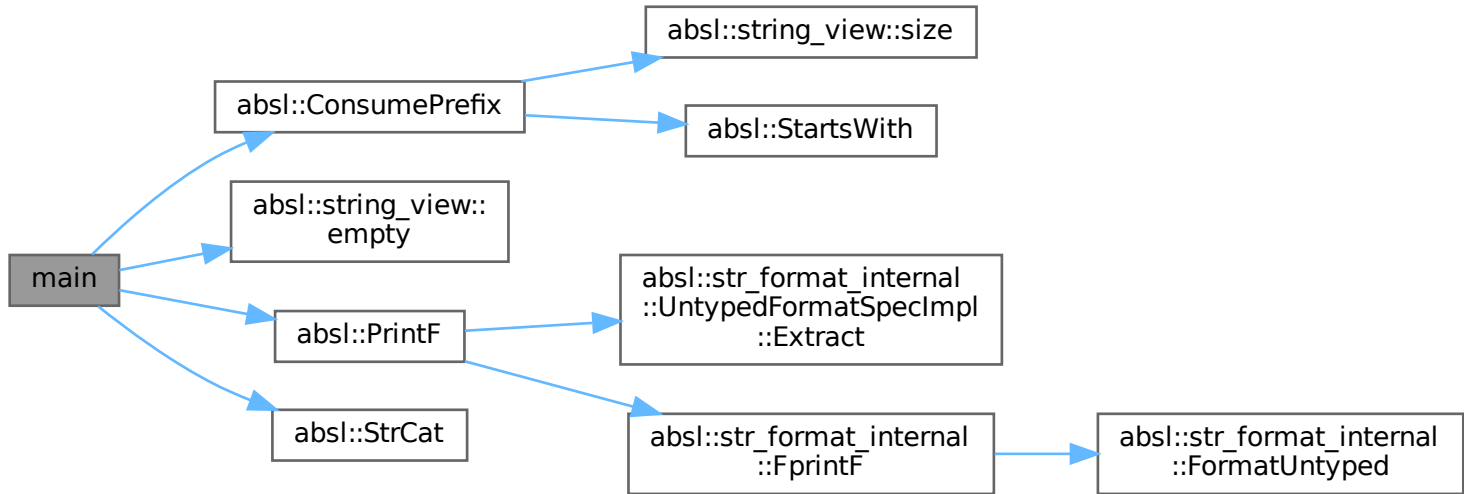 absl::string_view::size
absl::ConsumePrefix
absl::StartsWith
absl::string_view::
empty
main
absl::str_format_internal
::UntypedFormatSpecImpl
::Extract
absl::PrintF
absl::StrCat
absl::str_format_internal
::FprintF
absl::str_format_internal
::FormatUntyped